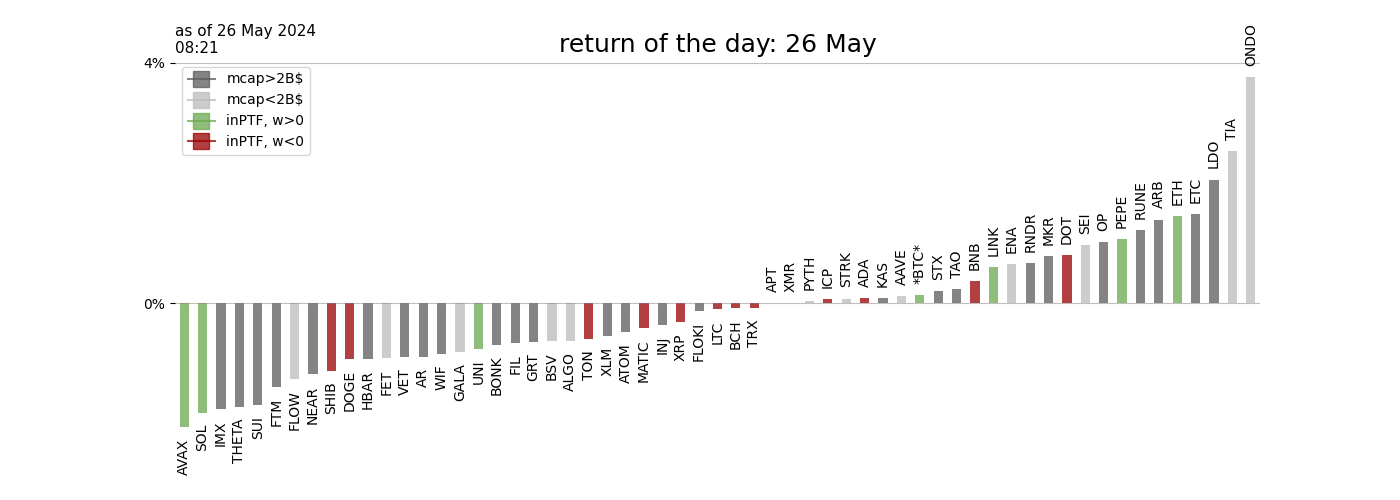 as of 26 May 2024
08:21
return of the day: 26 May
4%
0%
mcap>2B$
mcap<2B$
inPTF, w>0
inPTF, w<0
AVAX
SOL
IMX
THETA
SUI
FTM
FLOW
NEAR
SHIB
DOGE
HBAR
FET
VET
AR
WIF
GALA
UNI
BONK
FIL
GRT
BSV
ALGO
TON
XLM
ATOM
MATIC
INJ
XRP
FLOKI
LTC
BCH
TRX
APT
XMR
PYTH
ICP
STRK
ADA
KAS
AAVE
*BTC*
STX
TAO
BNB
LINK
ENA
RNDR
MKR
DOT
SEI
OP
PEPE
RUNE
ARB
ETH
ETC
LDO
TIA
ONDO